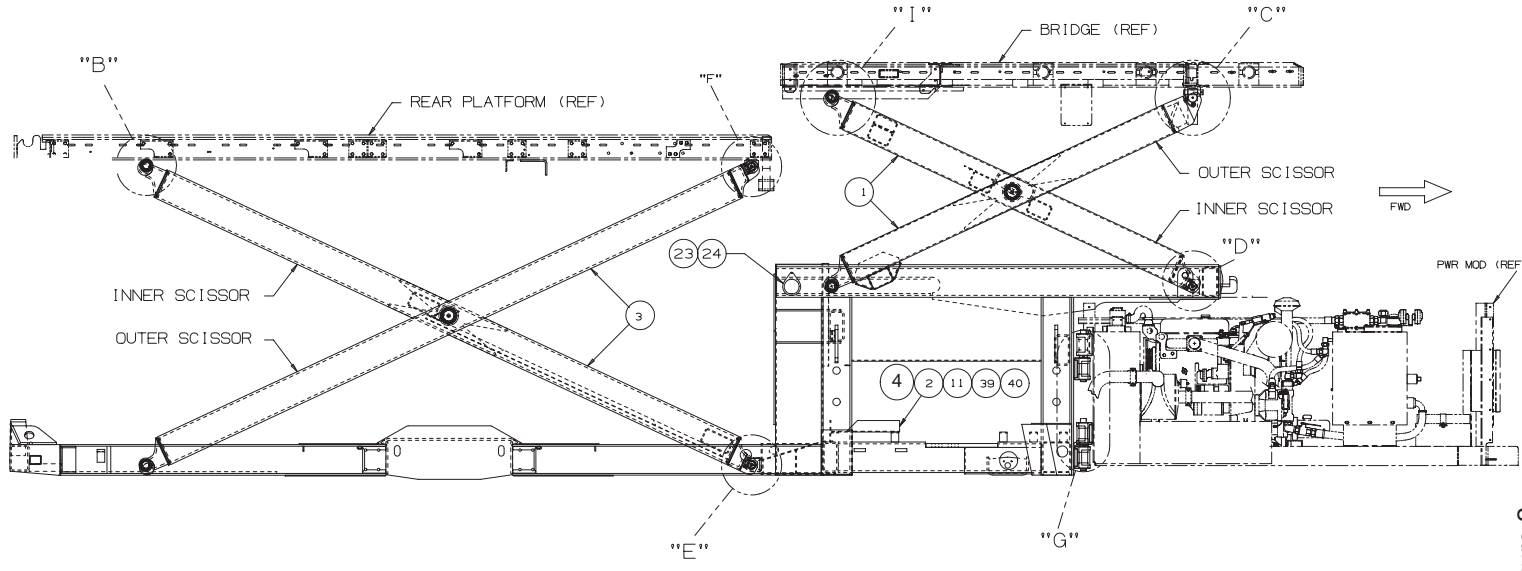 "I"
"C"
BRIDGE (REF)
"B"
"F"
REAR PLATFORM (REF)
OUTER SCISSOR
1
FWD
INNER SCISSOR
"D"
23 24
PWR MOD (REF
INNER SCISSOR
3
OUTER SCISSOR
4 2 11 39 40
"E"
"G"